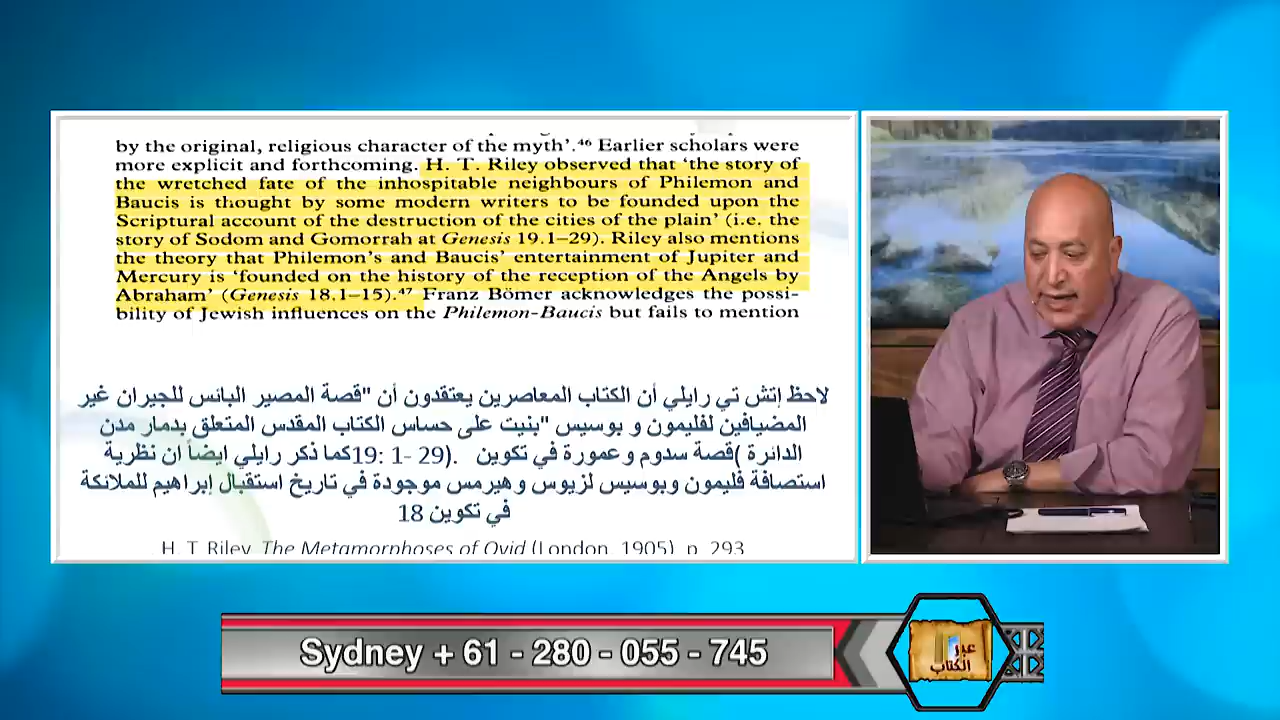 by the original, religious character of the myth'.⁴⁶ Earlier scholars were
more explicit and forthcoming. H. T. Riley observed that 'the story of
the wretched fate of the inhospitable neighbours of Philemon and
Baucis is thought by some modern writers to be founded upon the
Scriptural account of the destruction of the cities of the plain' (i.e. the
story of Sodom and Gomorrah at Genesis 19.1–29). Riley also mentions
the theory that Philemon's and Baucis' entertainment of Jupiter and
Mercury is 'founded on the history of the reception of the Angels by
Abraham' (Genesis 18.1–15).⁴⁷ Franz Bömer acknowledges the possi-
bility of Jewish influences on the Philemon-Baucis but fails to mention
لاحظ إتش تي رايلي أن الكتاب المعاصرين يعتقدون أن "قصة المصير البائس للجيران غير
المضيافين لفليمون و بوسيس "بنيت على حساس الكتاب المقدس المتعلق بدمار مدن
الدائرة )قصة سدوم وعمورة في تكوين 19: 1- 29). كما ذكر رايلي ايضاً ان نظرية
استصافة فليمون وبوسيس لزيوس وهيرمس موجودة في تاريخ استقبال إبراهيم للملائكة
في تكوين 18
H. T. Riley, The Metamorphoses of Ovid (London, 1905), p. 293
Sydney + 61 - 280 - 055 - 745
عبر
الكتاب